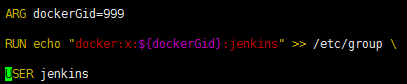 ARG dockerGid=999
RUN echo "docker:x:${dockerGid}:jenkins" >> /etc/group \
USER jenkins